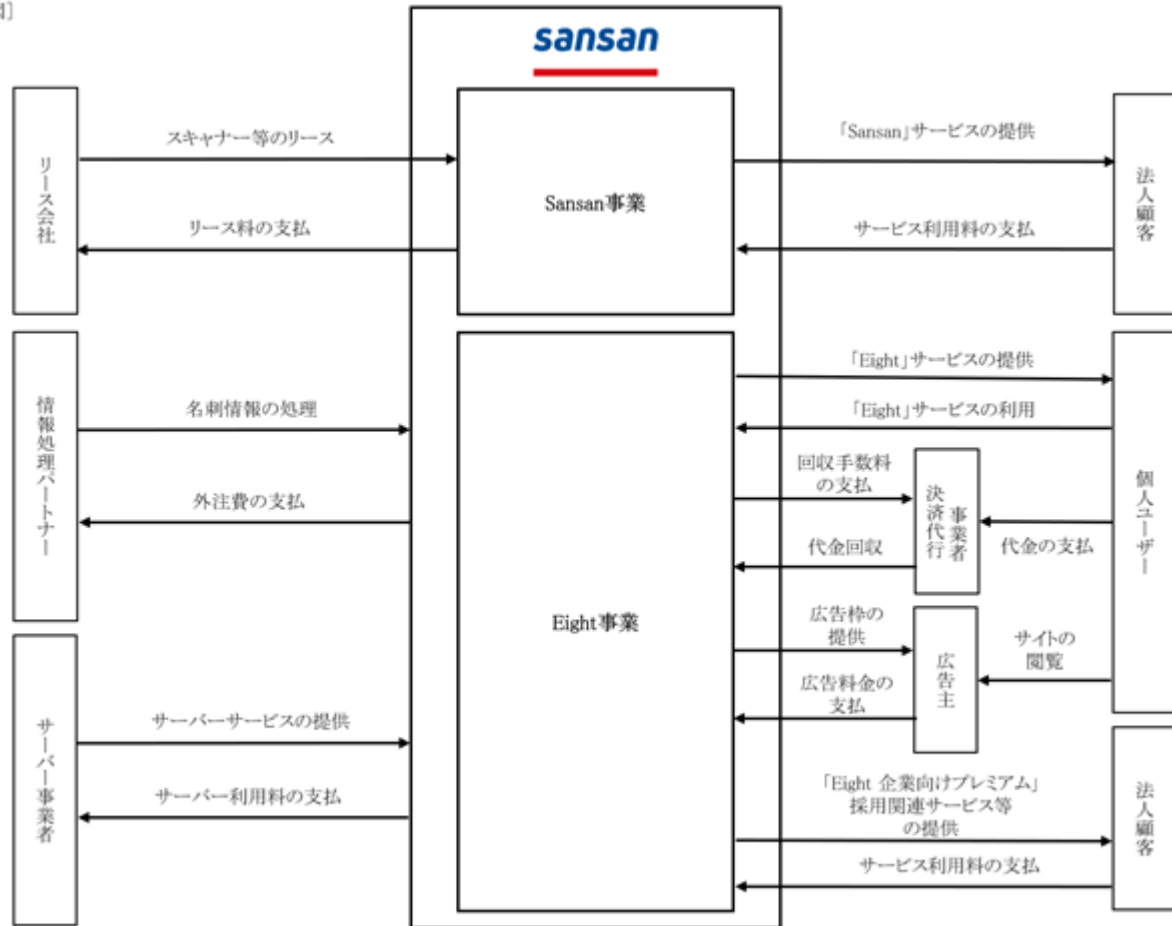 sansan
リース会社
スキャナー等のリース
リース料の支払
Sansan事業
「Sansan」サービスの提供
サービス利用料の支払
法人顧客
情報処理パートナー
名刺情報の処理
外注費の支払
サーバー事業者
サーバーサービスの提供
サーバー利用料の支払
Eight事業
「Eight」サービスの提供
「Eight」サービスの利用
回収手数料
の支払
代金回収
決済代行
事業者
代金の支払
広告枠の
提供
広告料金の
支払
広告主
サイトの
閲覧
個人ユーザー
「Eight 企業向けプレミアム」
採用関連サービス等
の提供
サービス利用料の支払
法人顧客